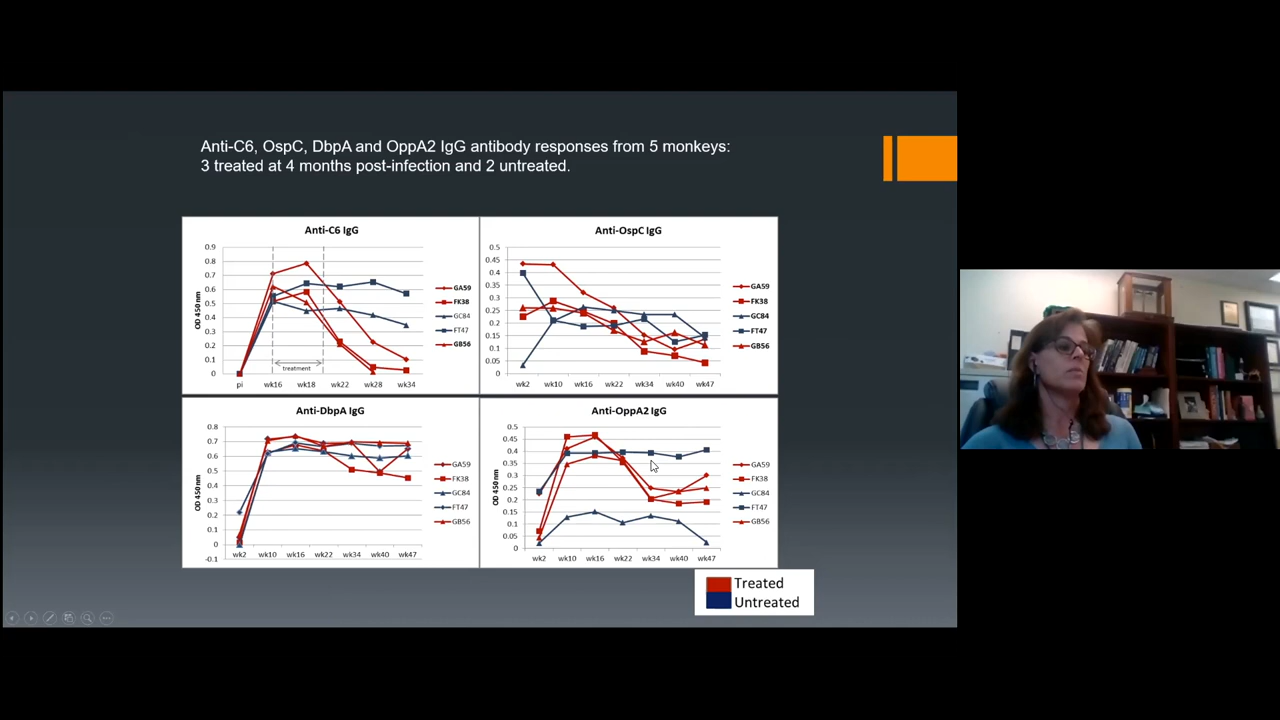 Anti-C6, OspC, DbpA and OppA2 IgG antibody responses from 5 monkeys:
3 treated at 4 months post-infection and 2 untreated.
Anti-C6 IgG
OD 450nm
0.9
0.8
0.7
0.6
0.5
0.4
0.3
0.2
0.1
0
treatment
pi wk16 wk18 wk22 wk28 wk34
GA59
FK38
GC84
FT47
GB56
Anti-OspC IgG
0.5
0.45
0.4
0.35
0.3
0.25
0.2
0.15
0.1
0.05
0
wk2 wk10 wk16 wk22 wk34 wk40 wk47
GA59
FK38
GC84
FT47
GB56
Anti-DbpA IgG
OD 450nm
0.8
0.7
0.6
0.5
0.4
0.3
0.2
0.1
0
-0.1
wk2 wk10 wk16 wk22 wk34 wk40 wk47
GA59
FK38
GC84
FT47
GB56
Anti-OppA2 IgG
OD 450nm
0.5
0.45
0.4
0.35
0.3
0.25
0.2
0.15
0.1
0.05
0
wk2 wk10 wk16 wk22 wk34 wk40 wk47
GA59
FK38
GC84
FT47
GB56
Treated
Untreated